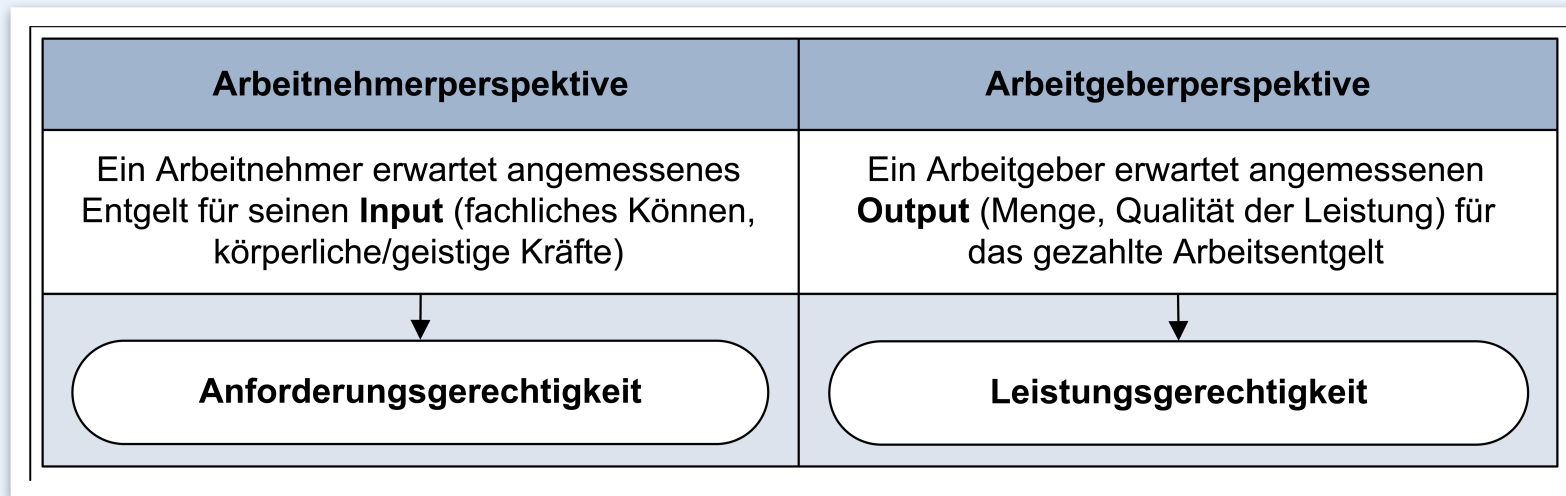 Arbeitnehmerperspektive
Ein Arbeitnehmer erwartet angemessenes
Entgelt für seinen Input (fachliches Können,
körperliche/geistige Kräfte)
Anforderungsgerechtigkeit
Arbeitgeberperspektive
Ein Arbeitgeber erwartet angemessenen
Output (Menge, Qualität der Leistung) für
das gezahlte Arbeitsentgelt
Leistungsgerechtigkeit